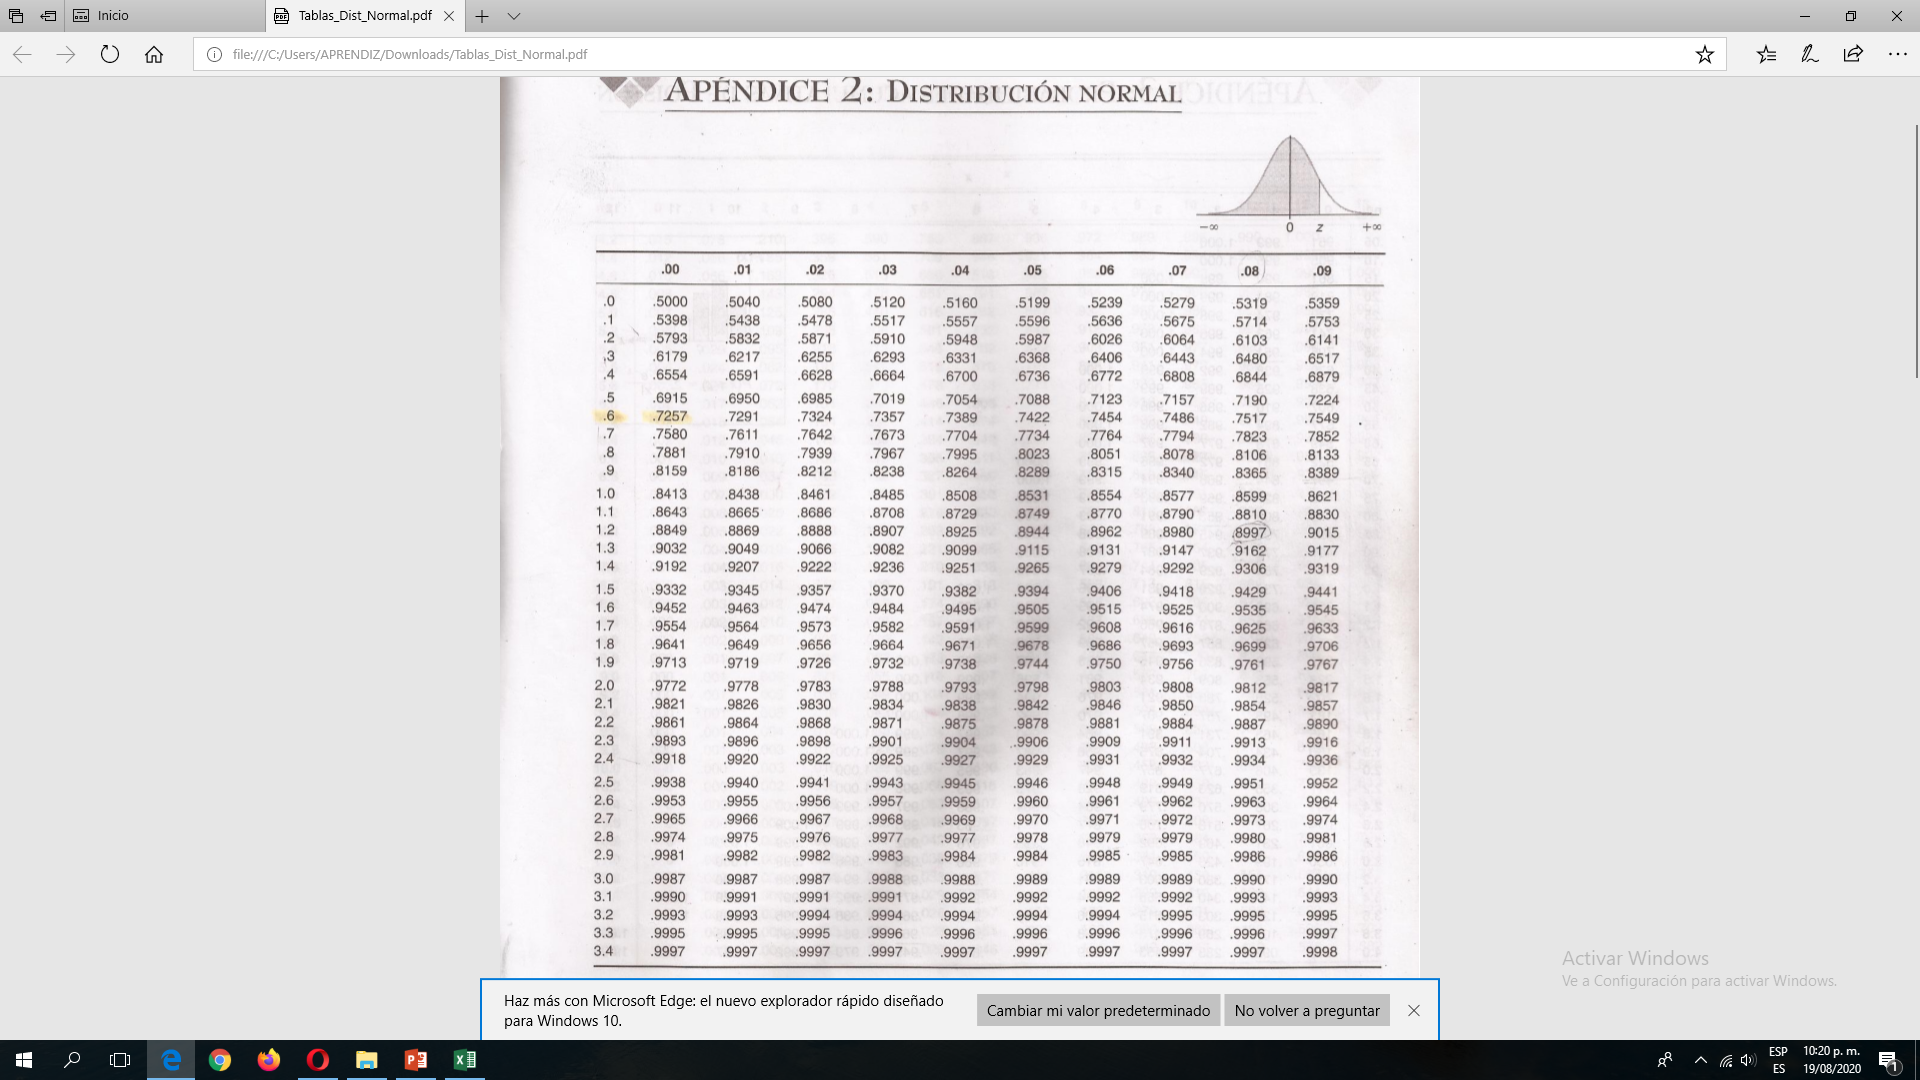 Inicio
Tablas_Dist_Normal.pdf
file:///C:/Users/APRENDIZ/Downloads/Tablas_Dist_Normal.pdf
APÉNDICE 2: DISTRIBUCIÓN NORMAL
−∞ 0 z +∞
.00 .01 .02 .03 .04 .05 .06 .07 .08 .09
.0 .5000 .5040 .5080 .5120 .5160 .5199 .5239 .5279 .5319 .5359
.1 .5398 .5438 .5478 .5517 .5557 .5596 .5636 .5675 .5714 .5753
.2 .5793 .5832 .5871 .5910 .5948 .5987 .6026 .6064 .6103 .6141
.3 .6179 .6217 .6255 .6293 .6331 .6368 .6406 .6443 .6480 .6517
.4 .6554 .6591 .6628 .6664 .6700 .6736 .6772 .6808 .6844 .6879
.5 .6915 .6950 .6985 .7019 .7054 .7088 .7123 .7157 .7190 .7224
.6 .7257 .7291 .7324 .7357 .7389 .7422 .7454 .7486 .7517 .7549
.7 .7580 .7611 .7642 .7673 .7704 .7734 .7764 .7794 .7823 .7852
.8 .7881 .7910 .7939 .7967 .7995 .8023 .8051 .8078 .8106 .8133
.9 .8159 .8186 .8212 .8238 .8264 .8289 .8315 .8340 .8365 .8389
1.0 .8413 .8438 .8461 .8485 .8508 .8531 .8554 .8577 .8599 .8621
1.1 .8643 .8665 .8686 .8708 .8729 .8749 .8770 .8790 .8810 .8830
1.2 .8849 .8869 .8888 .8907 .8925 .8944 .8962 .8980 .8997 .9015
1.3 .9032 .9049 .9066 .9082 .9099 .9115 .9131 .9147 .9162 .9177
1.4 .9192 .9207 .9222 .9236 .9251 .9265 .9279 .9292 .9306 .9319
1.5 .9332 .9345 .9357 .9370 .9382 .9394 .9406 .9418 .9429 .9441
1.6 .9452 .9463 .9474 .9484 .9495 .9505 .9515 .9525 .9535 .9545
1.7 .9554 .9564 .9573 .9582 .9591 .9599 .9608 .9616 .9625 .9633
1.8 .9641 .9649 .9656 .9664 .9671 .9678 .9686 .9693 .9699 .9706
1.9 .9713 .9719 .9726 .9732 .9738 .9744 .9750 .9756 .9761 .9767
2.0 .9772 .9778 .9783 .9788 .9793 .9798 .9803 .9808 .9812 .9817
2.1 .9821 .9826 .9830 .9834 .9838 .9842 .9846 .9850 .9854 .9857
2.2 .9861 .9864 .9868 .9871 .9875 .9878 .9881 .9884 .9887 .9890
2.3 .9893 .9896 .9898 .9901 .9904 .9906 .9909 .9911 .9913 .9916
2.4 .9918 .9920 .9922 .9925 .9927 .9929 .9931 .9932 .9934 .9936
2.5 .9938 .9940 .9941 .9943 .9945 .9946 .9948 .9949 .9951 .9952
2.6 .9953 .9955 .9956 .9957 .9959 .9960 .9961 .9962 .9963 .9964
2.7 .9965 .9966 .9967 .9968 .9969 .9970 .9971 .9972 .9973 .9974
2.8 .9974 .9975 .9976 .9977 .9977 .9978 .9979 .9979 .9980 .9981
2.9 .9981 .9982 .9982 .9983 .9984 .9984 .9985 .9985 .9986 .9986
3.0 .9987 .9987 .9987 .9988 .9988 .9989 .9989 .9989 .9990 .9990
3.1 .9990 .9991 .9991 .9991 .9992 .9992 .9992 .9992 .9993 .9993
3.2 .9993 .9993 .9994 .9994 .9994 .9994 .9994 .9995 .9995 .9995
3.3 .9995 .9995 .9995 .9996 .9996 .9996 .9996 .9996 .9996 .9997
3.4 .9997 .9997 .9997 .9997 .9997 .9997 .9997 .9997 .9997 .9998
Activar Windows
Ve a Configuración para activar Windows.
Haz más con Microsoft Edge: el nuevo explorador rápido diseñado
para Windows 10.
Cambiar mi valor predeterminado
No volver a preguntar
ESP
ES
10:20 p. m.
19/08/2020
1